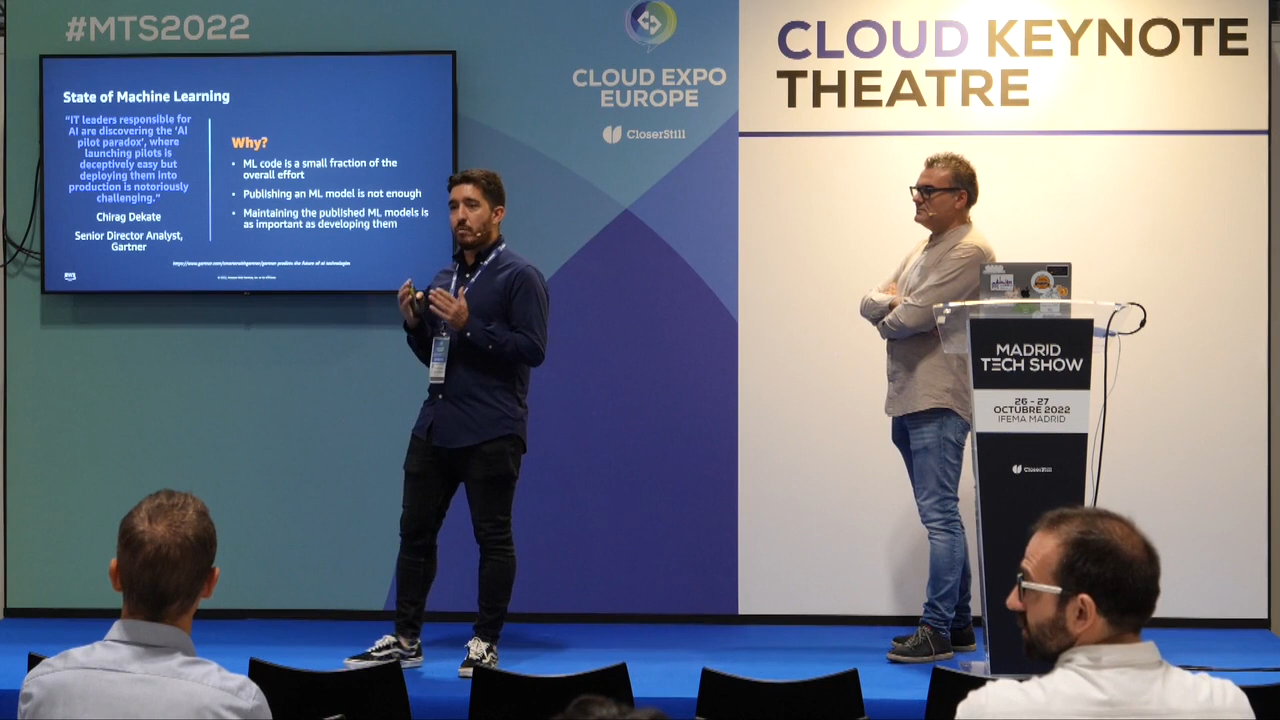 #MTS2022
State of Machine Learning
“IT leaders responsible for
AI are discovering the ‘AI
pilot paradox’, where
launching pilots is
deceptively easy but
deploying them into
production is notoriously
challenging.”
Chirag Dekate
Senior Director Analyst,
Gartner
Why?
• ML code is a small fraction of the
overall effort
• Publishing an ML model is not enough
• Maintaining the published ML models is
as important as developing them
aws
CLOUD EXPO
EUROPE
CloserStill
CLOUD KEYNOTE
THEATRE
MADRID
TECH SHOW
26 - 27
OCTUBRE 2022
IFEMA MADRID
CloserStill